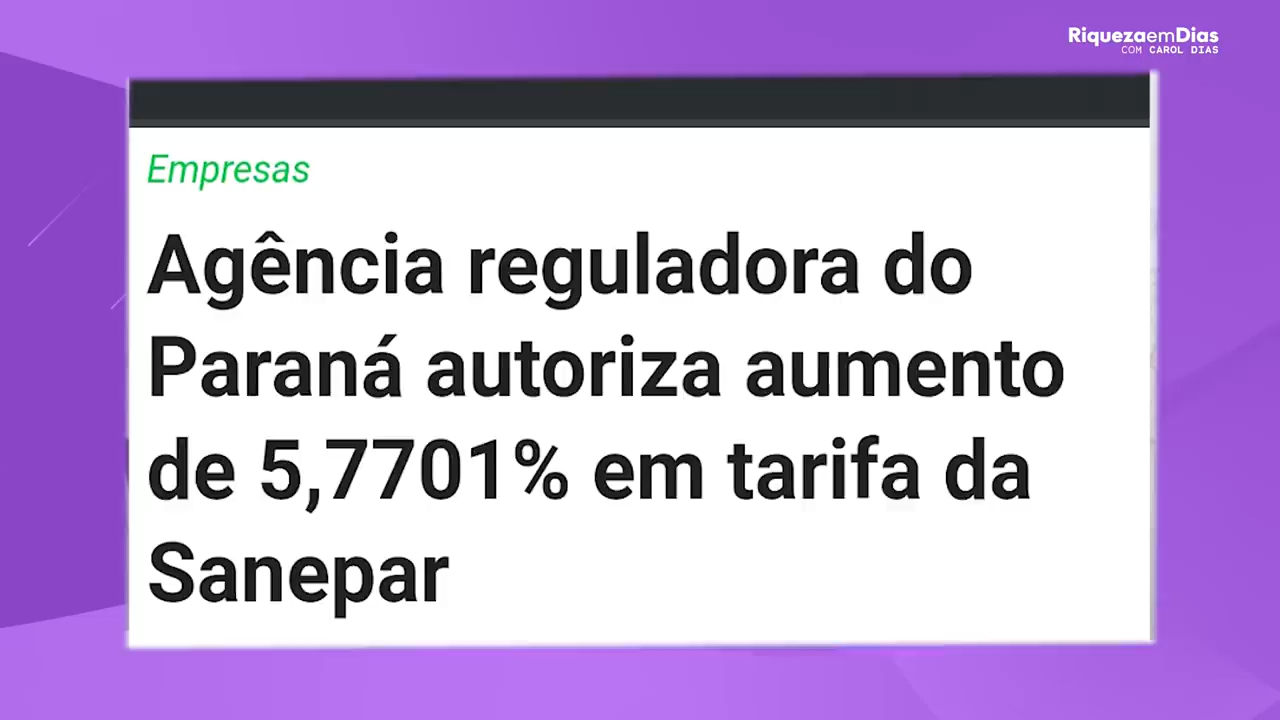 RiquezaemDias
COM CAROL DIAS
Empresas
Agência reguladora do
Paraná autoriza aumento
de 5,7701% em tarifa da
Sanepar